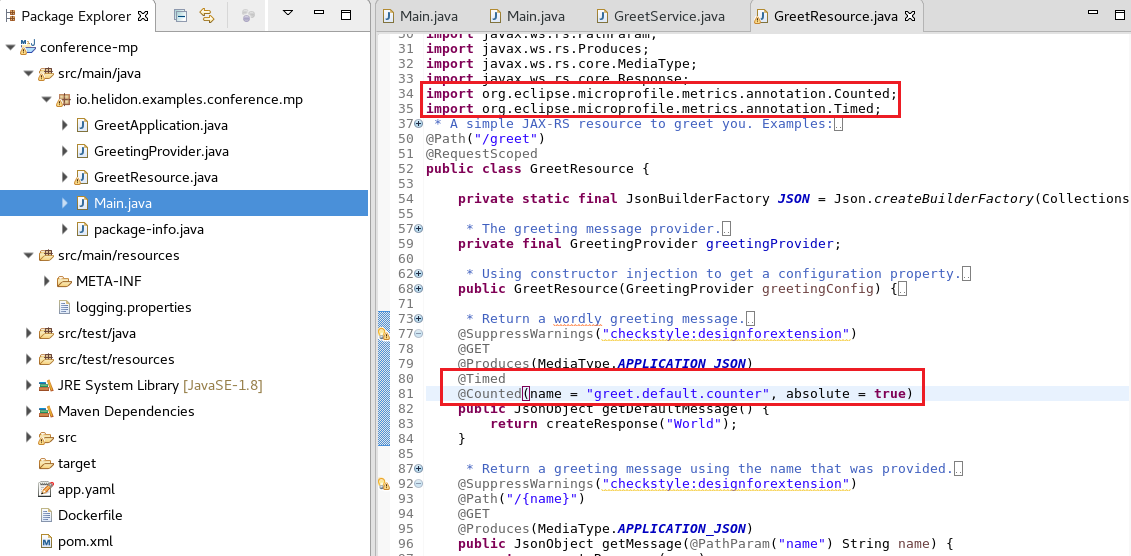 Package Explorer
conference-mp
src/main/java
io.helidon.examples.conference.mp
GreetApplication.java
GreetingProvider.java
GreetResource.java
Main.java
package-info.java
src/main/resources
META-INF
logging.properties
src/test/java
src/test/resources
JRE System Library [JavaSE-1.8]
Maven Dependencies
src
target
app.yaml
Dockerfile
pom.xml
Main.java Main.java GreetService.java GreetResource.java
30 import javax.ws.rs.PathParam;
31 import javax.ws.rs.Produces;
32 import javax.ws.rs.core.MediaType;
33 import javax.ws.rs.core.Response;
34 import org.eclipse.microprofile.metrics.annotation.Counted;
35 import org.eclipse.microprofile.metrics.annotation.Timed;
37 * A simple JAX-RS resource to greet you. Examples:
50 @Path("/greet")
51 @RequestScoped
52 public class GreetResource {
53
54 private static final JsonBuilderFactory JSON = Json.createBuilderFactory(Collections
55
57 * The greeting message provider.
59 private final GreetingProvider greetingProvider;
60
62 * Using constructor injection to get a configuration property.
68 public GreetResource(GreetingProvider greetingConfig) {
71
73 * Return a wordly greeting message.
77 @SuppressWarnings("checkstyle:designforextension")
78 @GET
79 @Produces(MediaType.APPLICATION_JSON)
80 @Timed
81 @Counted(name = "greet.default.counter", absolute = true)
82 public JsonObject getDefaultMessage() {
83 return createResponse("World");
84 }
85
87 * Return a greeting message using the name that was provided.
92 @SuppressWarnings("checkstyle:designforextension")
93 @Path("/{name}")
94 @GET
95 @Produces(MediaType.APPLICATION_JSON)
96 public JsonObject getMessage(@PathParam("name") String name) {